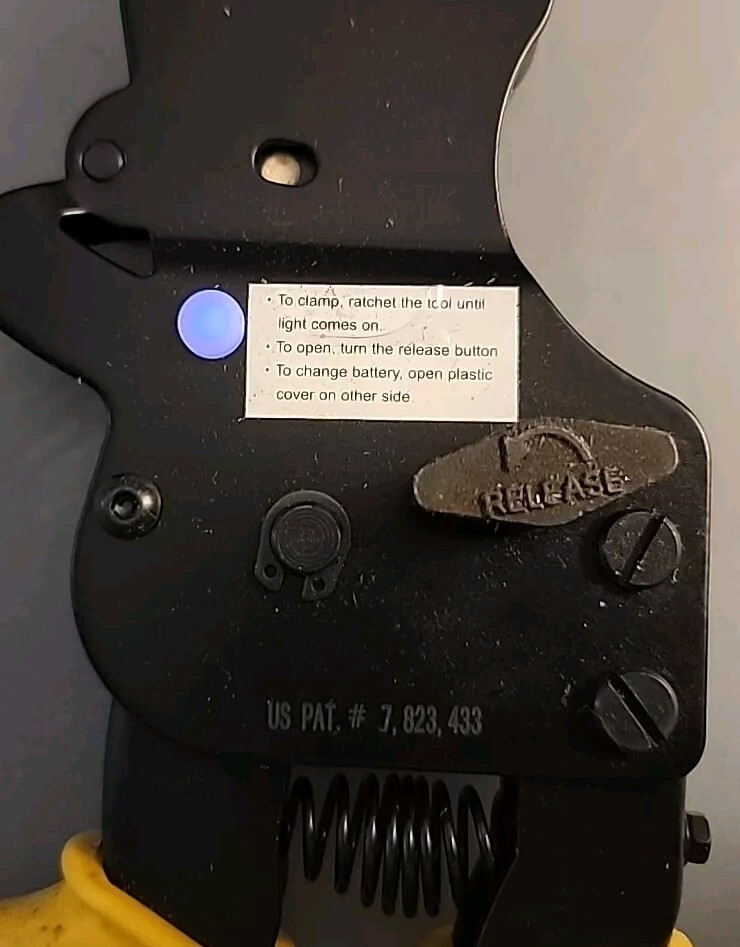 • To clamp, ratchet the tool until
light comes on.
• To open, turn the release button
• To change battery, open plastic
cover on other side
RELEASE
US PAT. # 7,823,433